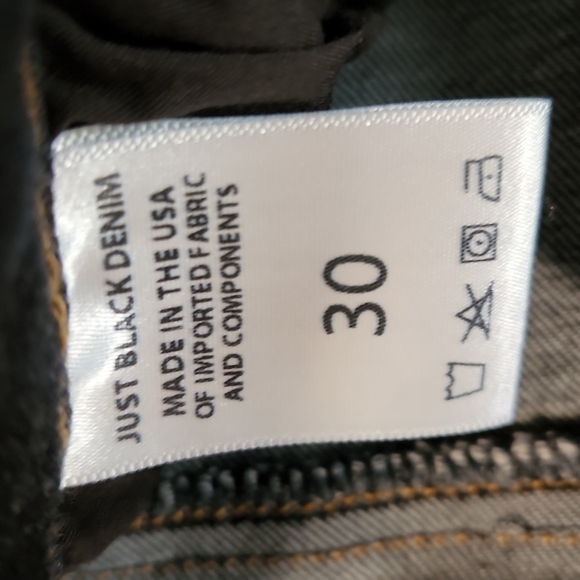 JUST BLACK DENIM
MADE IN THE USA
OF IMPORTED FABRIC
AND COMPONENTS
30